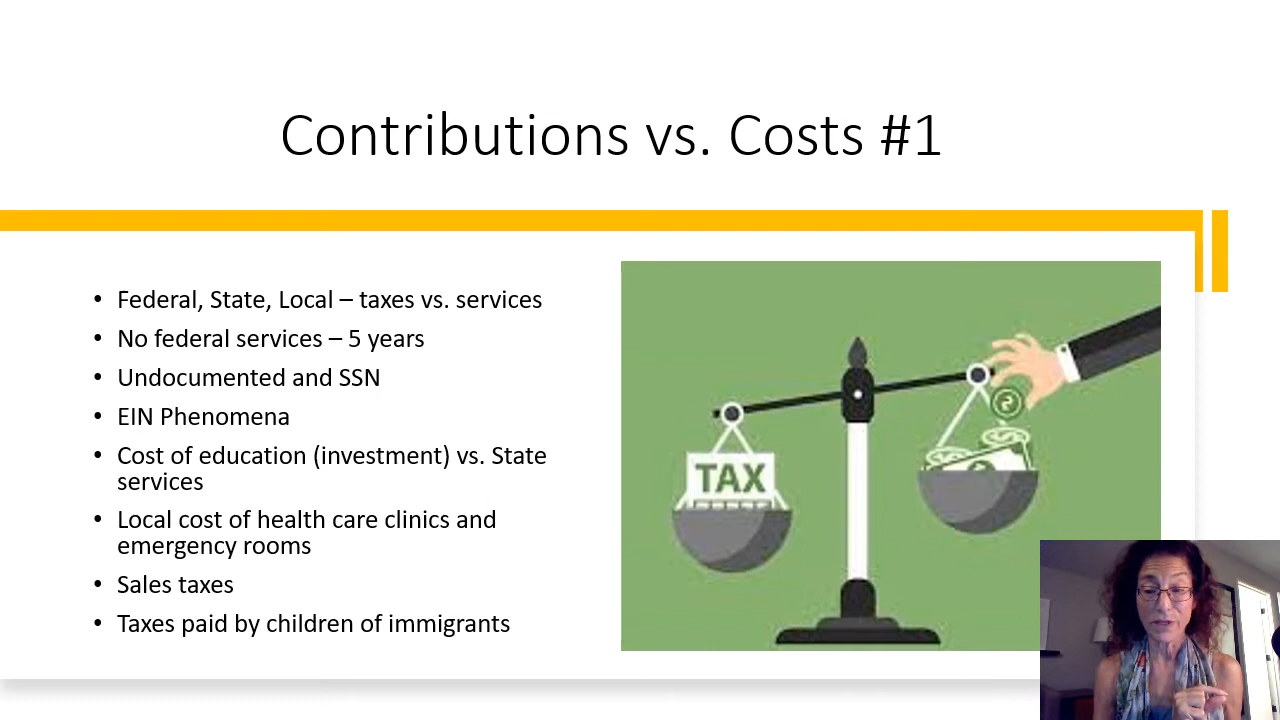 Contributions vs. Costs #1
• Federal, State, Local – taxes vs. services
• No federal services – 5 years
• Undocumented and SSN
• EIN Phenomena
• Cost of education (investment) vs. State
services
• Local cost of health care clinics and
emergency rooms
• Sales taxes
• Taxes paid by children of immigrants
TAX